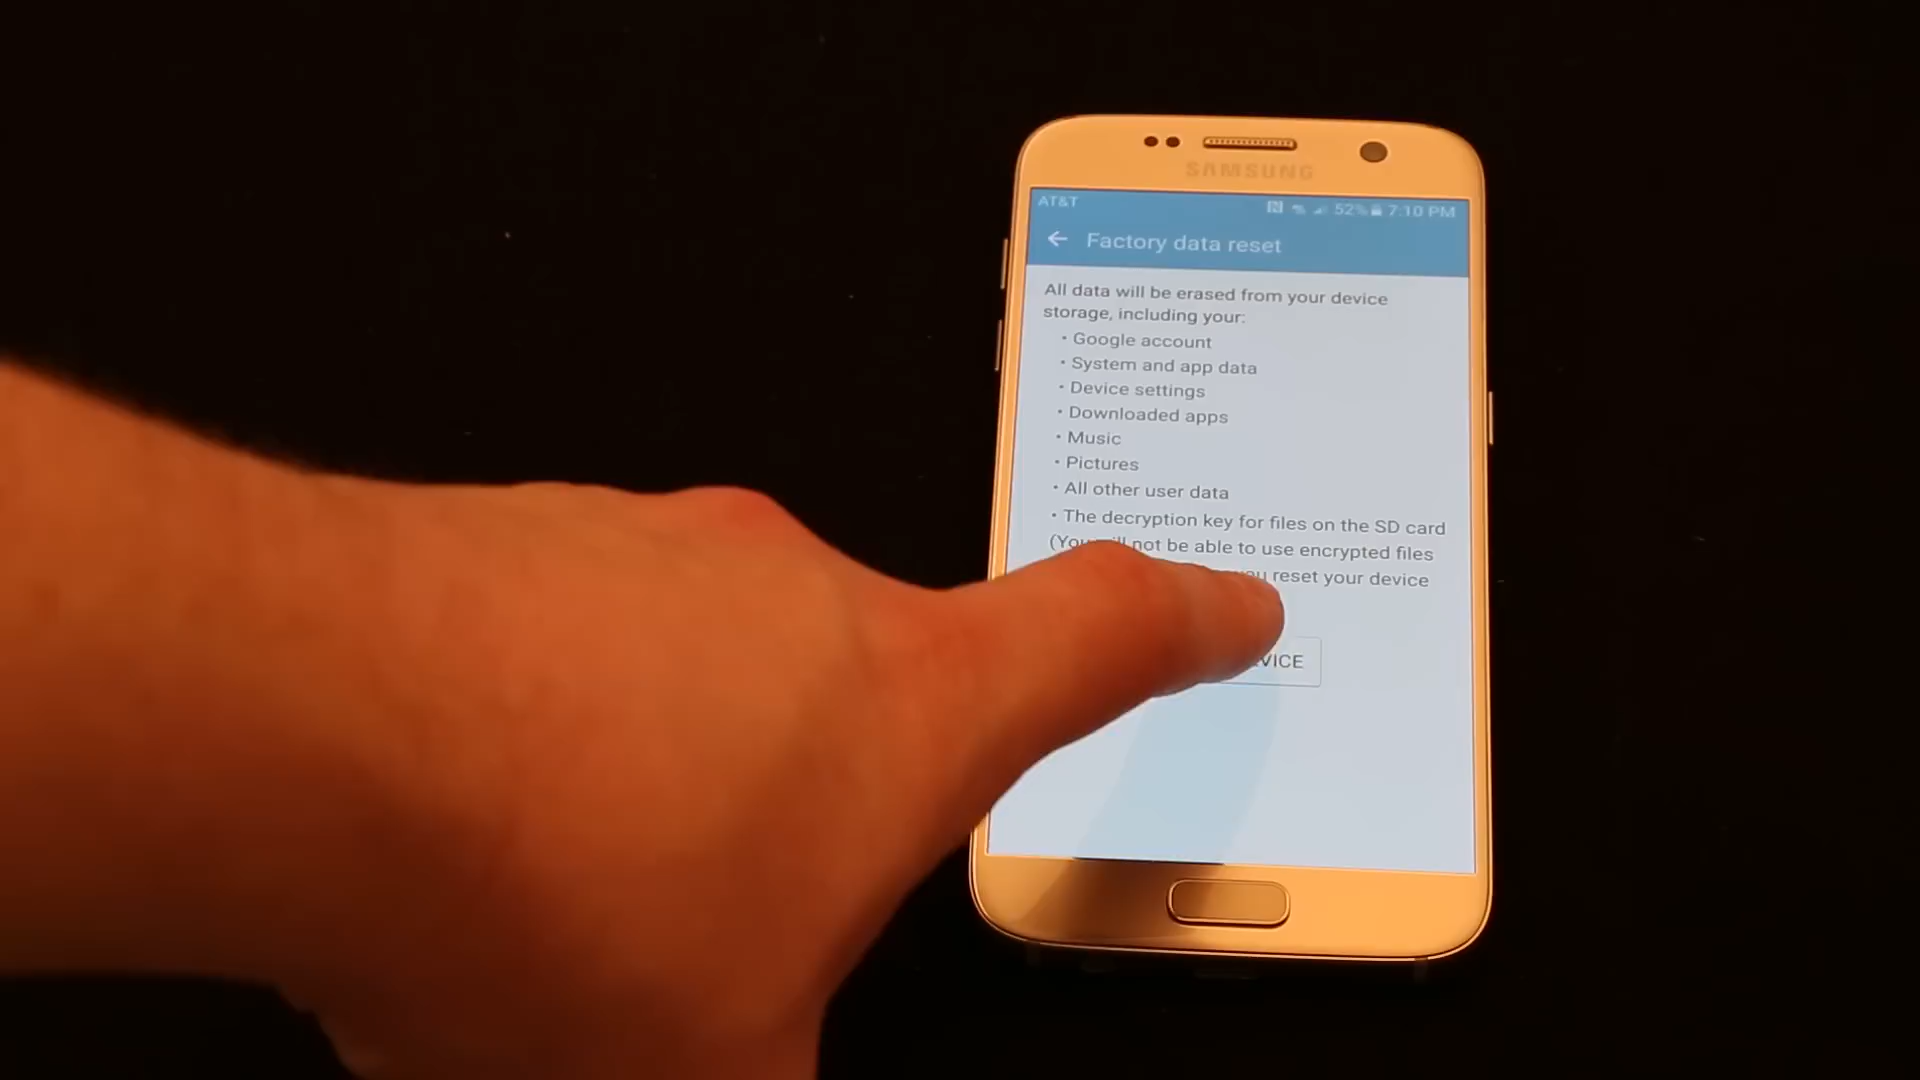 SAMSUNG
AT&T 52% 7:10 PM
Factory data reset
All data will be erased from your device
storage, including your:
• Google account
• System and app data
• Device settings
• Downloaded apps
• Music
• Pictures
• All other user data
• The decryption key for files on the SD card
(You not be able to use encrypted files
reset your device